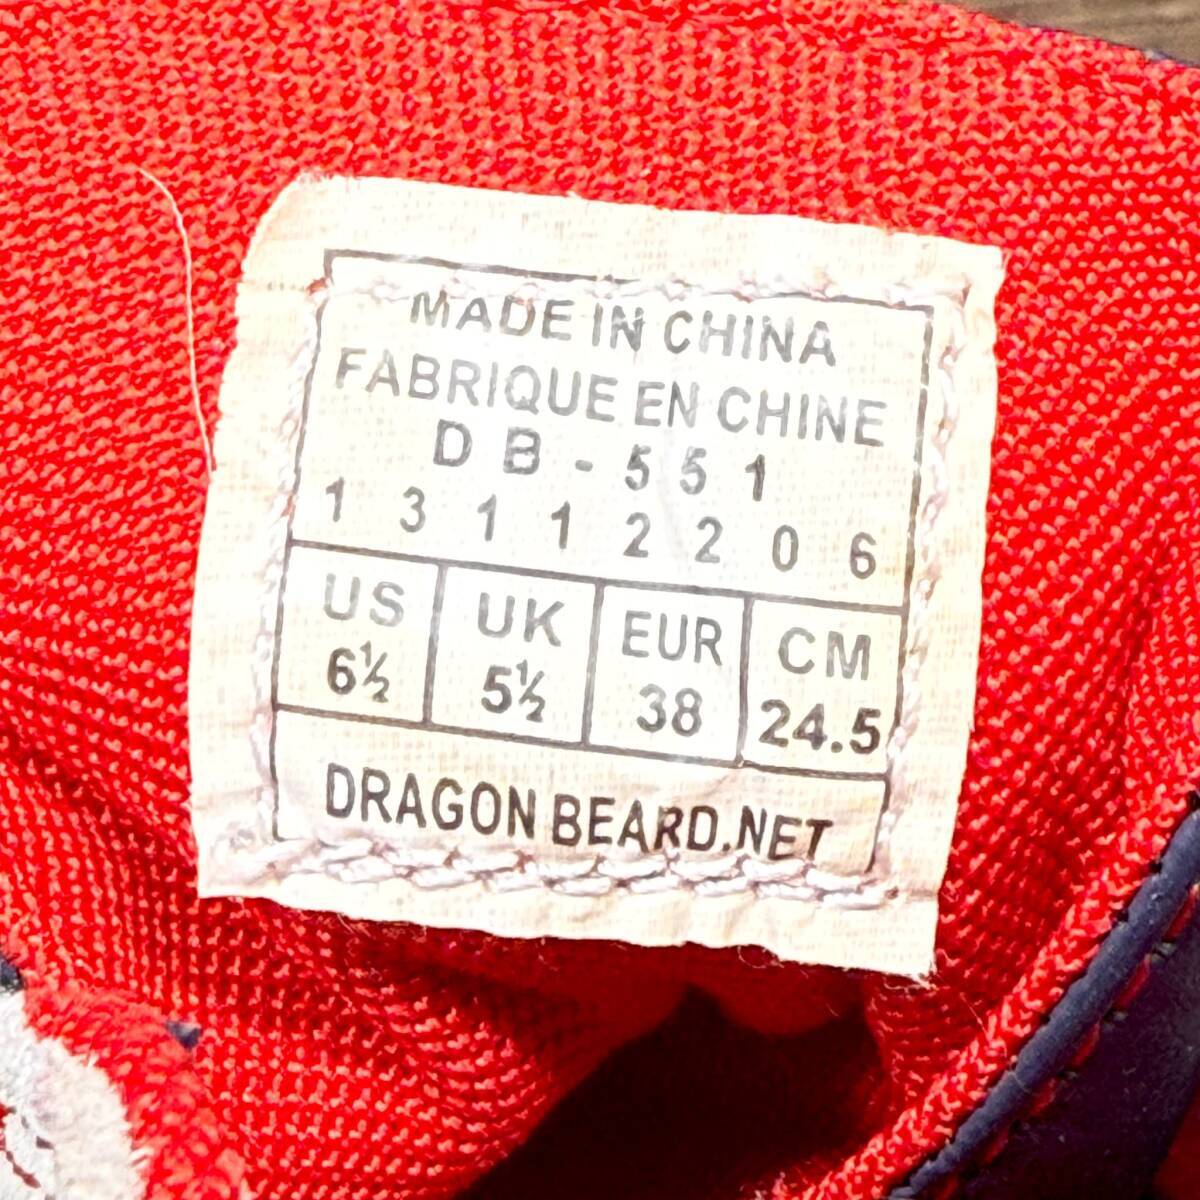 MADE IN CHINA
FABRIQUE EN CHINE
DB-551
13112206
US UK EUR CM
6½ 5½ 38 24.5
DRAGON BEARD.NET